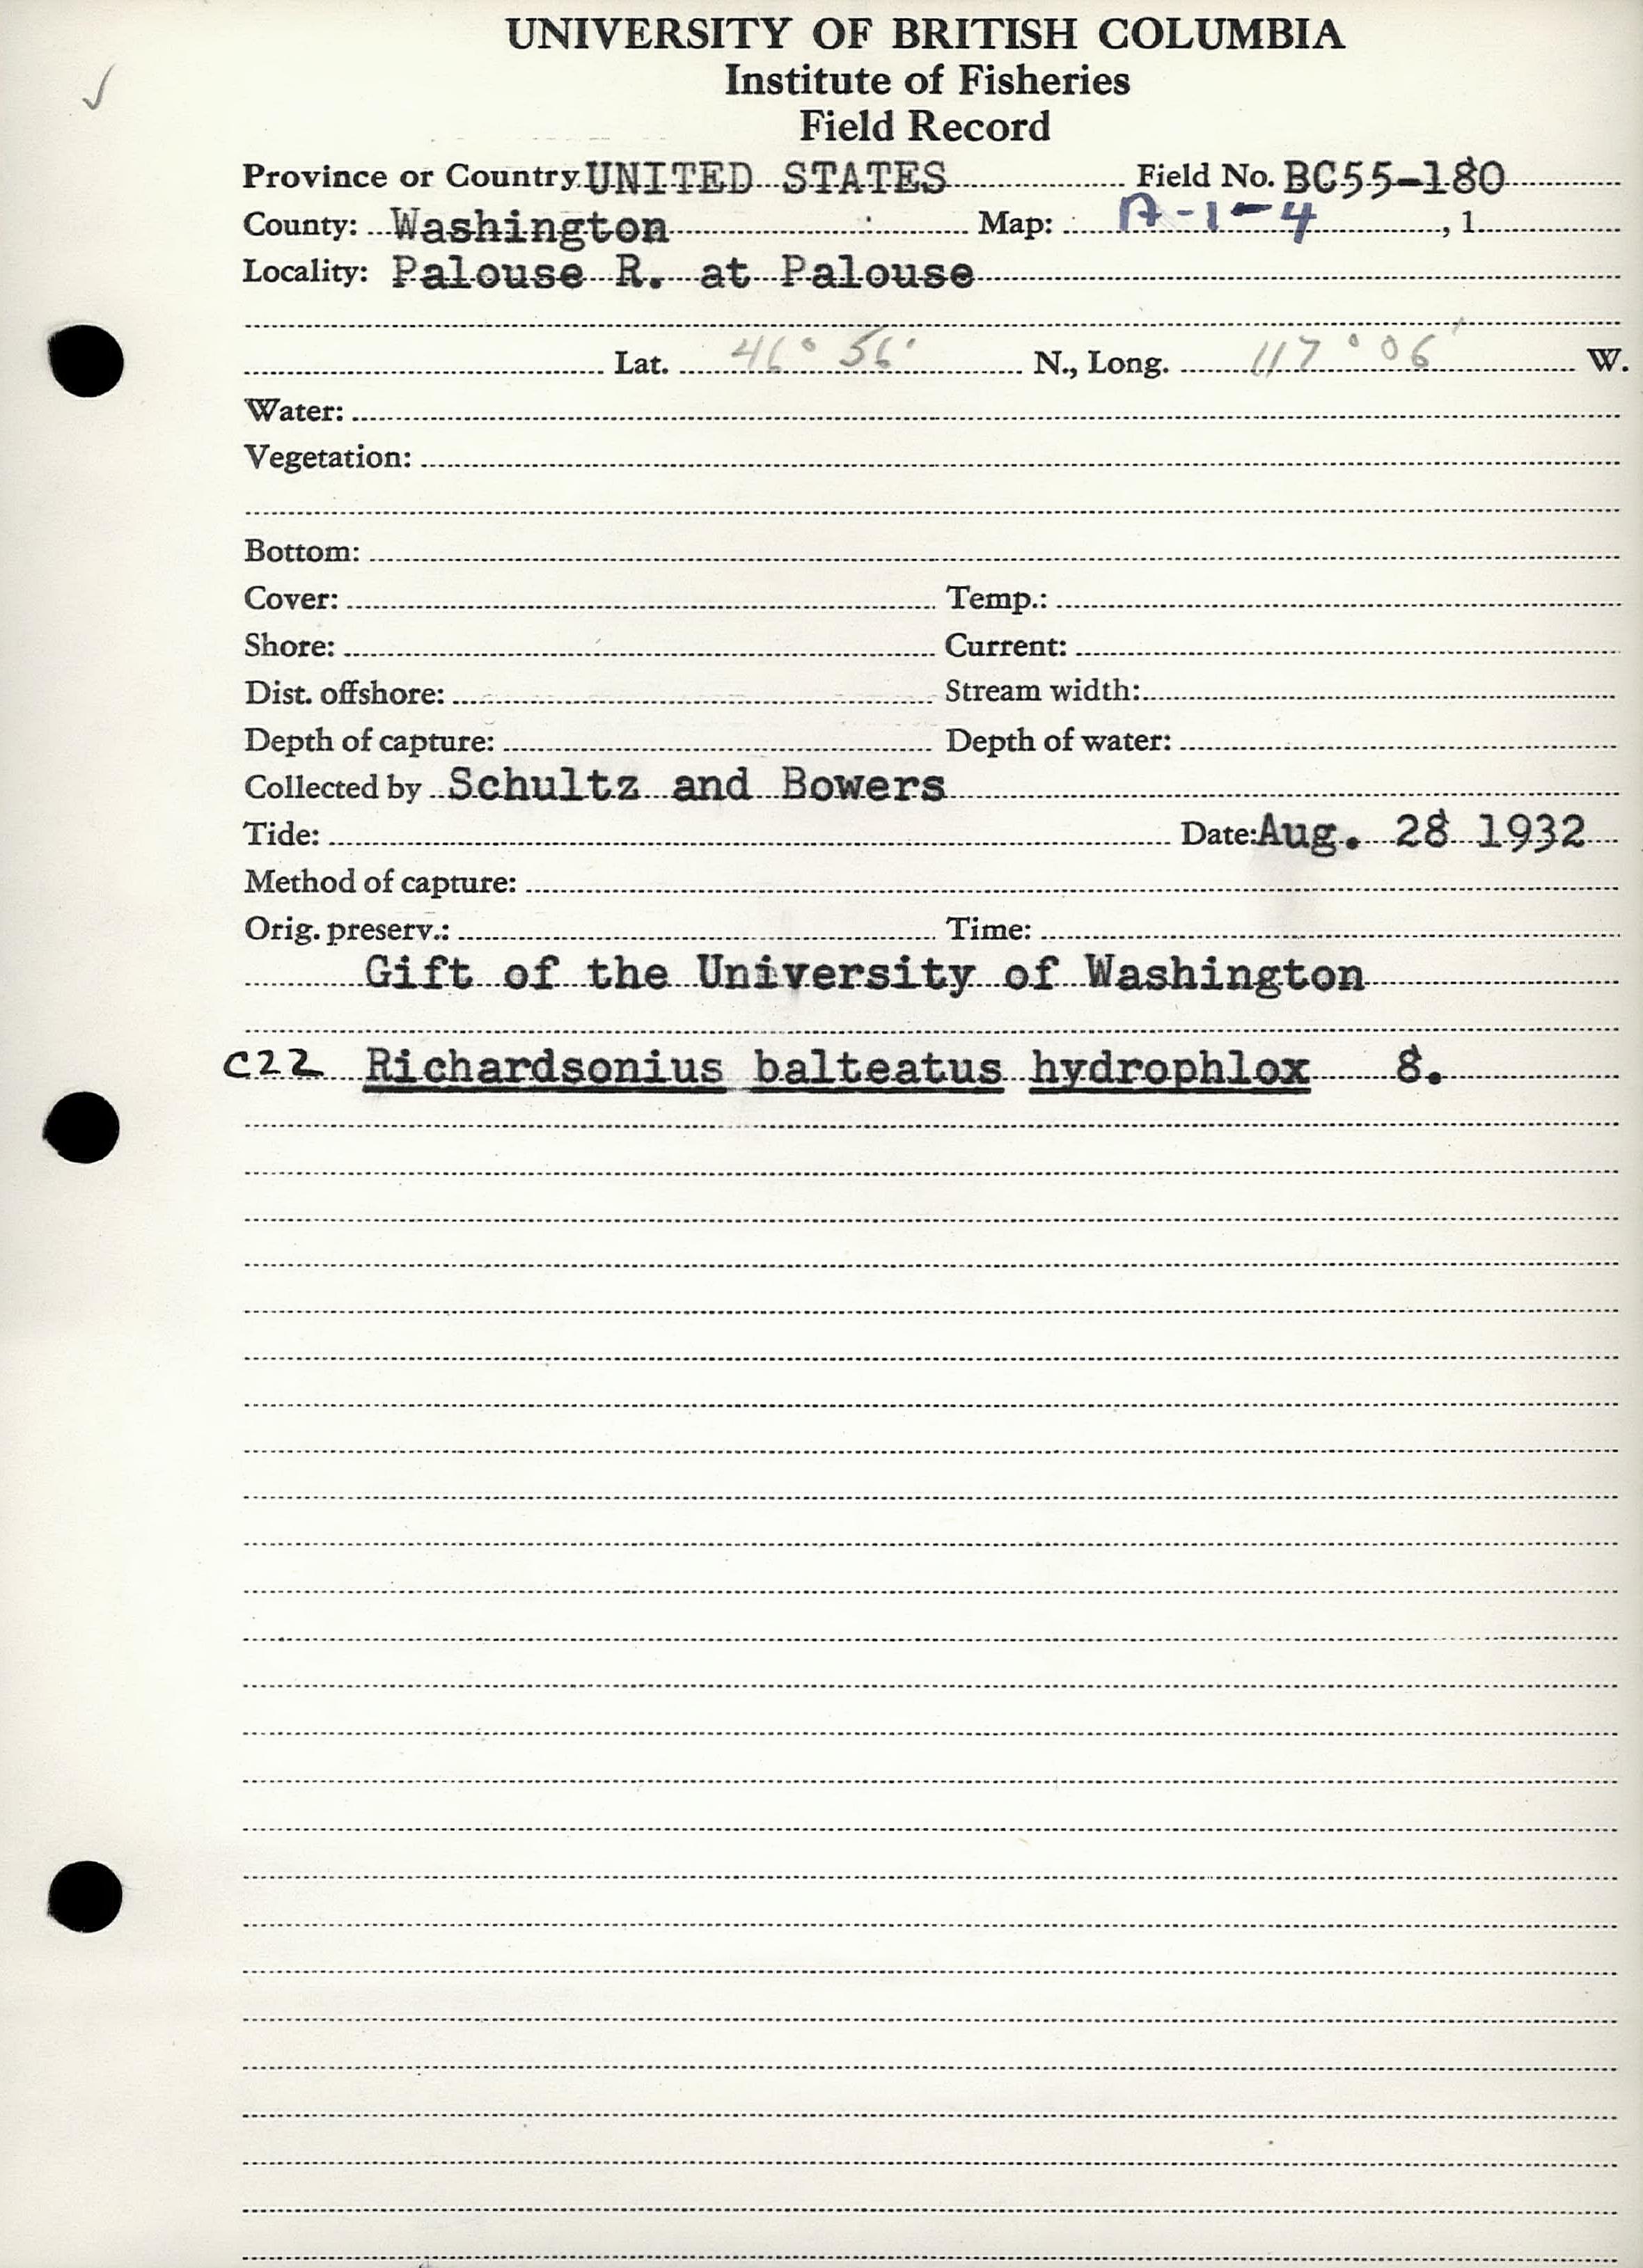 UNIVERSITY OF BRITISH COLUMBIA
Institute of Fisheries
Field Record
Province or Country UNITED STATES Field No. BC55-180
County: Washington Map: A-1-4, 1
Locality: Palouse R. at Palouse
Lat. 46° 56' N., Long. 117° 06' W.
Water:
Vegetation:
Bottom:
Cover: Temp.:
Shore: Current:
Dist. offshore: Stream width:
Depth of capture: Depth of water:
Collected by Schultz and Bowers
Tide: Date: Aug. 28 1932
Method of capture:
Orig. preserv.: Time:
Gift of the University of Washington
C22 Richardsonius balteatus hydrophlox 8.